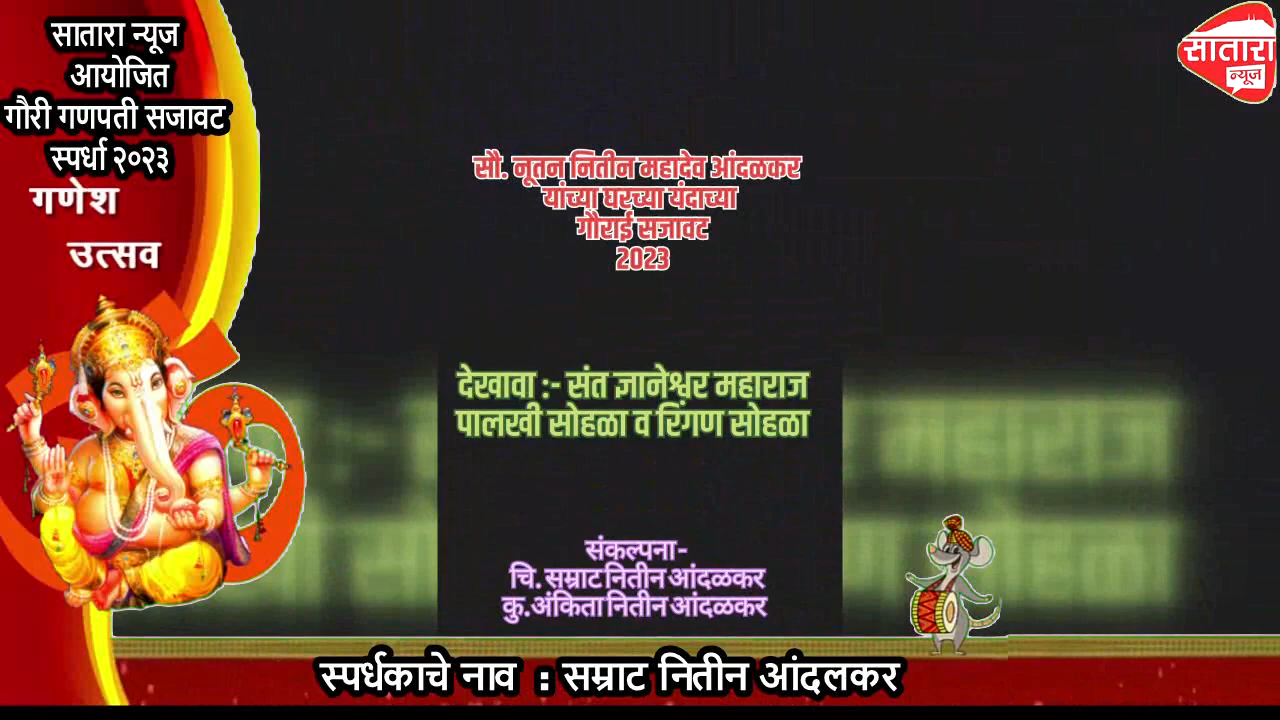 सातारा न्यूज
आयोजित
गौरी गणपती सजावट
स्पर्धा २०२३
गणेश
उत्सव
सातारा
न्यूज
सौ. नूतन नितीन महादेव आंदळकर
यांच्या घरच्या यंदाच्या
गौराई सजावट
2023
देखावा :- संत ज्ञानेश्वर महाराज
पालखी सोहळा व रिंगण सोहळा
संकल्पना-
चि. सम्राट नितीन आंदळकर
कु.अंकिता नितीन आंदळकर
स्पर्धकाचे नाव : सम्राट नितीन आंदलकर